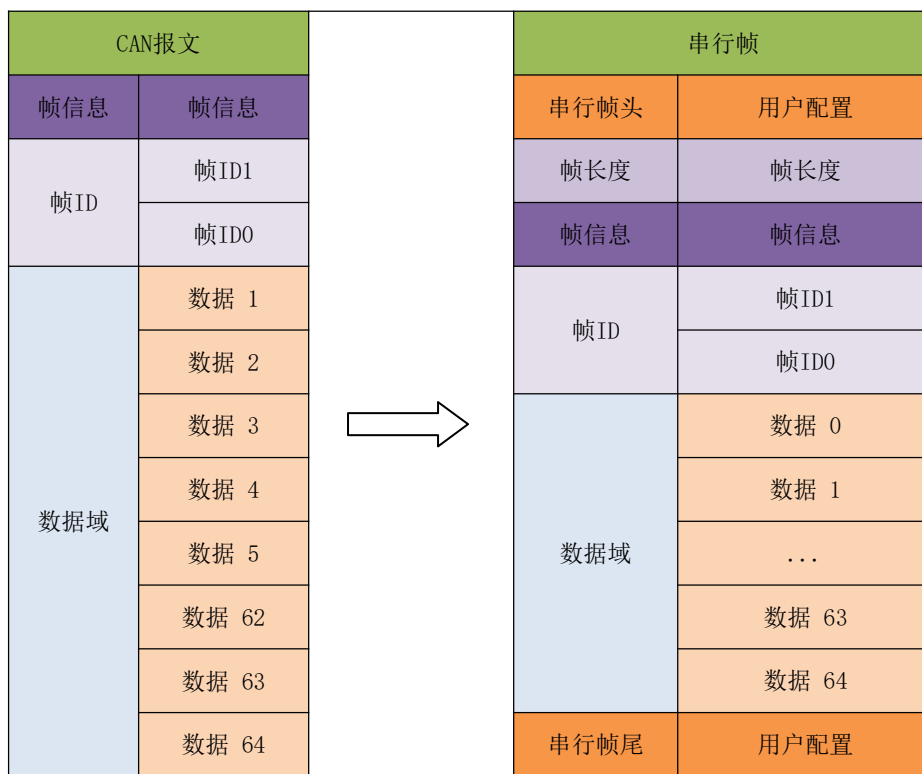 CAN报文
帧信息
帧信息
帧ID
帧ID1
帧ID0
数据域
数据 1
数据 2
数据 3
数据 4
数据 5
数据 62
数据 63
数据 64
串行帧
串行帧头
用户配置
帧长度
帧长度
帧信息
帧信息
帧ID
帧ID1
帧ID0
数据域
数据 0
数据 1
...
数据 63
数据 64
串行帧尾
用户配置